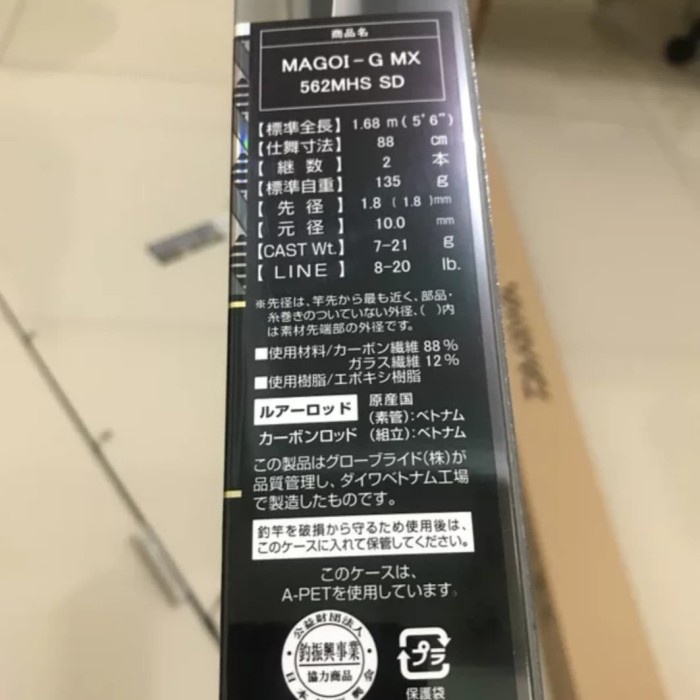 商品名
MAGOI-G MX
562MHS SD
【標準全長】 1.68 m(5'6")
【仕舞寸法】 88 cm
【継数】 2 本
【標準自重】 135 g
【先径】 1.8 (1.8)mm
【元径】 10.0 mm
【CAST Wt.】 7-21 g
【LINE】 8-20 lb.
※先径は、竿先から最も近く、部品・
糸巻きのついていない外径、( )内
は素材先端部の外径です。
■使用材料/カーボン繊維 88%
ガラス繊維 12%
■使用樹脂/エポキシ樹脂
ルアーロッド 原産国
(素管):ベトナム
カーボンロッド (組立):ベトナム
この製品はグローブライド(株)が
品質管理し、ダイワベトナム工場
で製造したものです。
釣竿を破損から守るため使用後は、
このケースに入れて保管してください。
このケースは、
A-PETを使用しています。
公益財団法人
釣振興事業
協力商品
プラ
保護袋